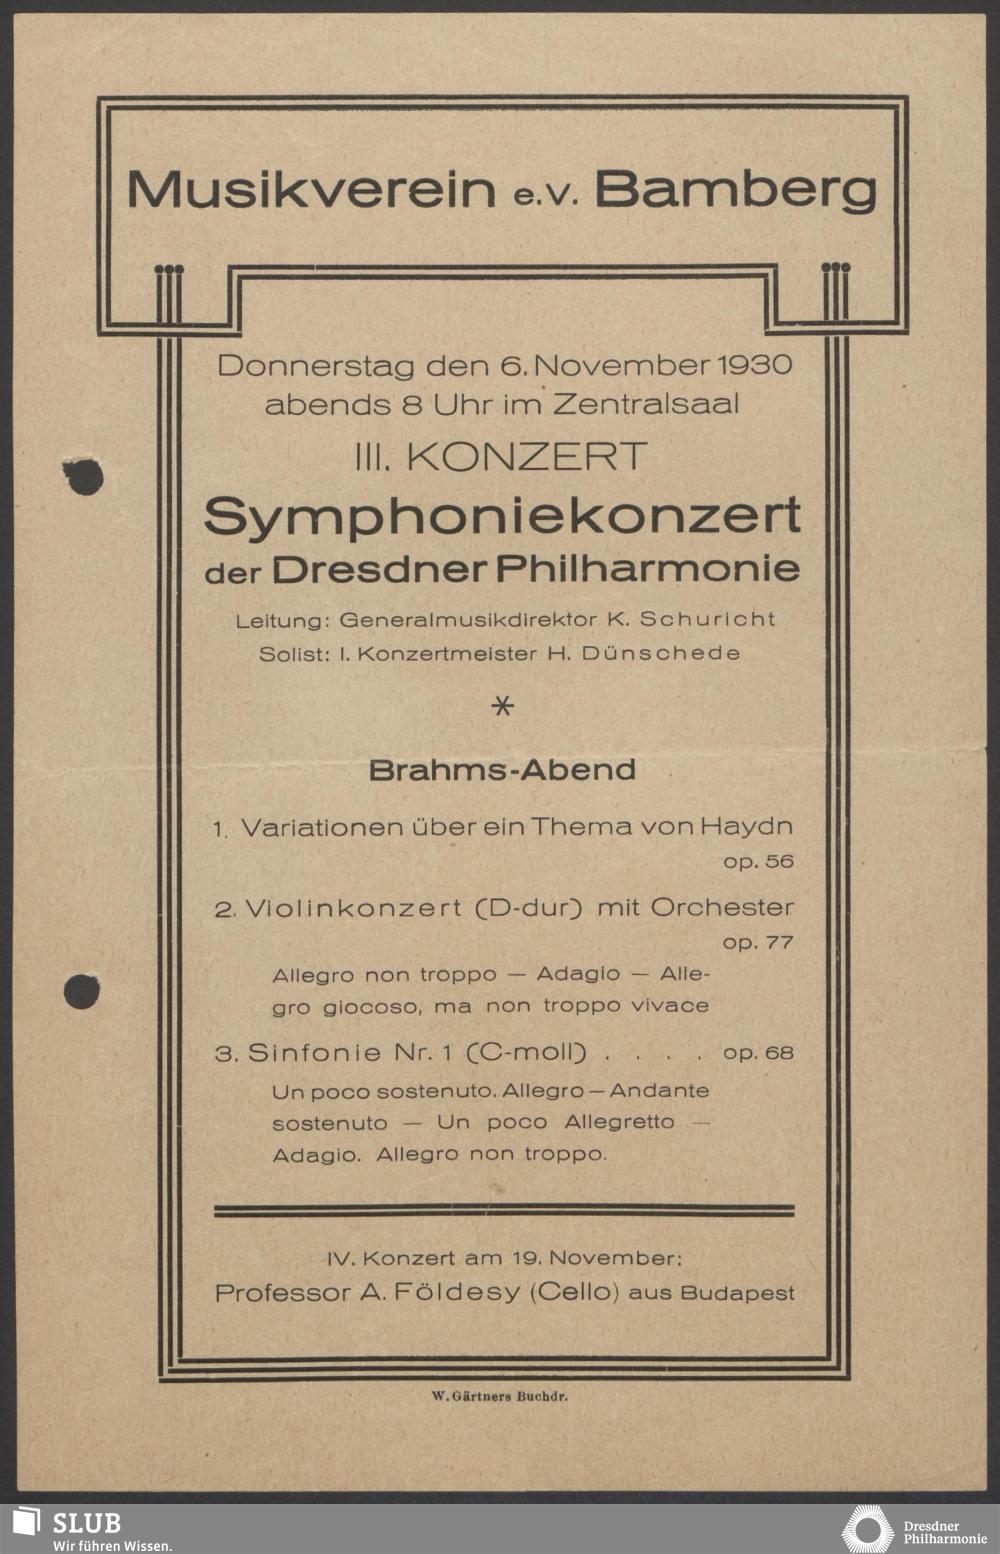 Musikverein e.V. Bamberg
Donnerstag den 6. November 1930
abends 8 Uhr im Zentralsaal
III. KONZERT
Symphoniekonzert
der Dresdner Philharmonie
Leitung: Generalmusikdirektor K. Schuricht
Solist: I. Konzertmeister H. Dünschede
*
Brahms-Abend
1. Variationen über ein Thema von Haydn
op. 56
2. Violinkonzert (D-dur) mit Orchester
op. 77
Allegro non troppo — Adagio — Alle-
gro giocoso, ma non troppo vivace
3. Sinfonie Nr. 1 (C-moll) . . . . op. 68
Un poco sostenuto. Allegro — Andante
sostenuto — Un poco Allegretto —
Adagio. Allegro non troppo.
IV. Konzert am 19. November:
Professor A. Földesy (Cello) aus Budapest
W. Gärtners Buchdr.
SLUB
Wir führen Wissen.
Dresdner
Philharmonie